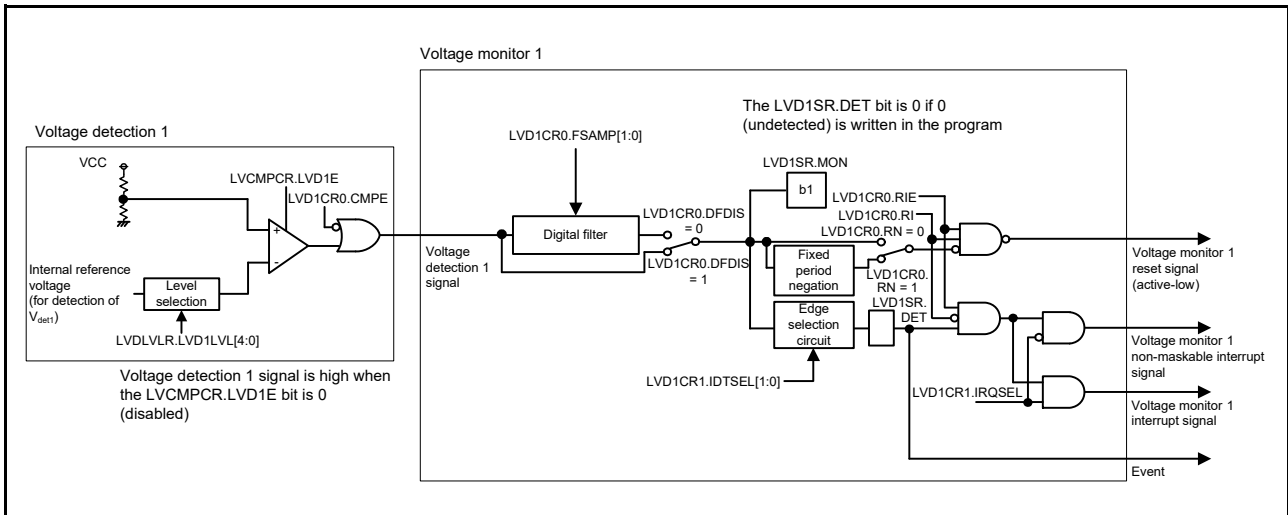 Voltage monitor 1
The LVD1SR.DET bit is 0 if 0
(undetected) is written in the program
Voltage detection 1
LVD1CR0.FSAMP[1:0]
VCC
LVCMPCR.LVD1E
LVD1CR0.CMPE
LVD1SR.MON
b1
LVD1CR0.RIE
LVD1CR0.RI
LVD1CR0.RN = 0
LVD1CR0.DFDIS
= 0
Digital filter
+
-
Voltage
detection 1
signal
LVD1CR0.DFDIS
= 1
Fixed
period
negation
LVD1CR0.
RN = 1
Voltage monitor 1
reset signal
(active-low)
Internal reference
voltage
(for detection of
Vdet1)
Level
selection
LVDLVLR.LVD1LVL[4:0]
LVD1SR.
DET
Edge
selection
circuit
LVD1CR1.IDTSEL[1:0]
Voltage monitor 1
non-maskable interrupt
signal
Voltage detection 1 signal is high when
the LVCMPCR.LVD1E bit is 0
(disabled)
LVD1CR1.IRQSEL
Voltage monitor 1
interrupt signal
Event